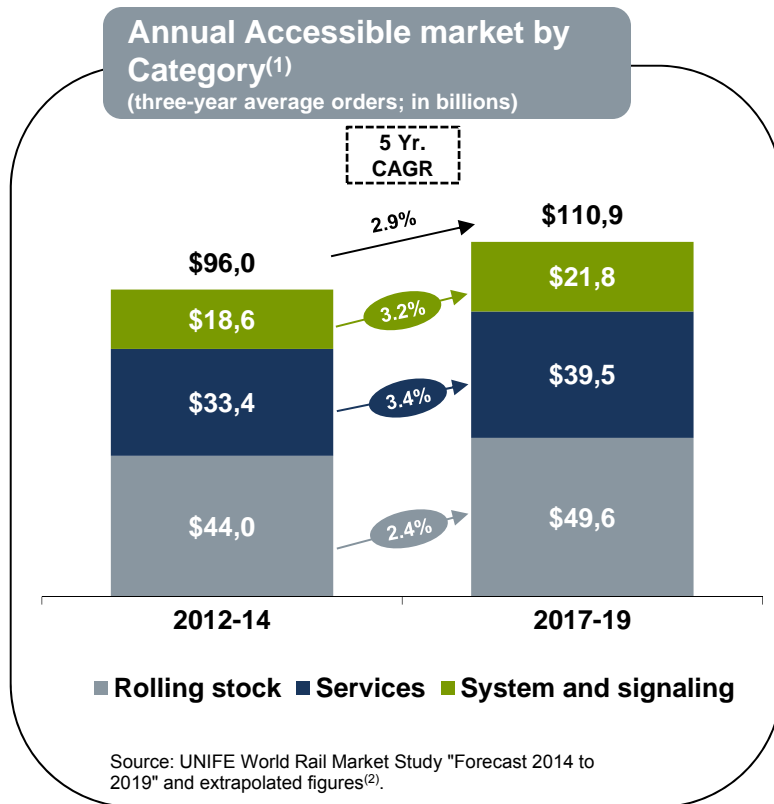 Annual Accessible market by
Category(1)
(three-year average orders; in billions)
5 Yr.
CAGR
2.9%
$110,9
$96,0
$18,6
3.2%
$21,8
$33,4
3.4%
$39,5
$44,0
2.4%
$49,6
2012-14
2017-19
Rolling stock
Services
System and signaling
Source: UNIFE World Rail Market Study "Forecast 2014 to
2019" and extrapolated figures(2).